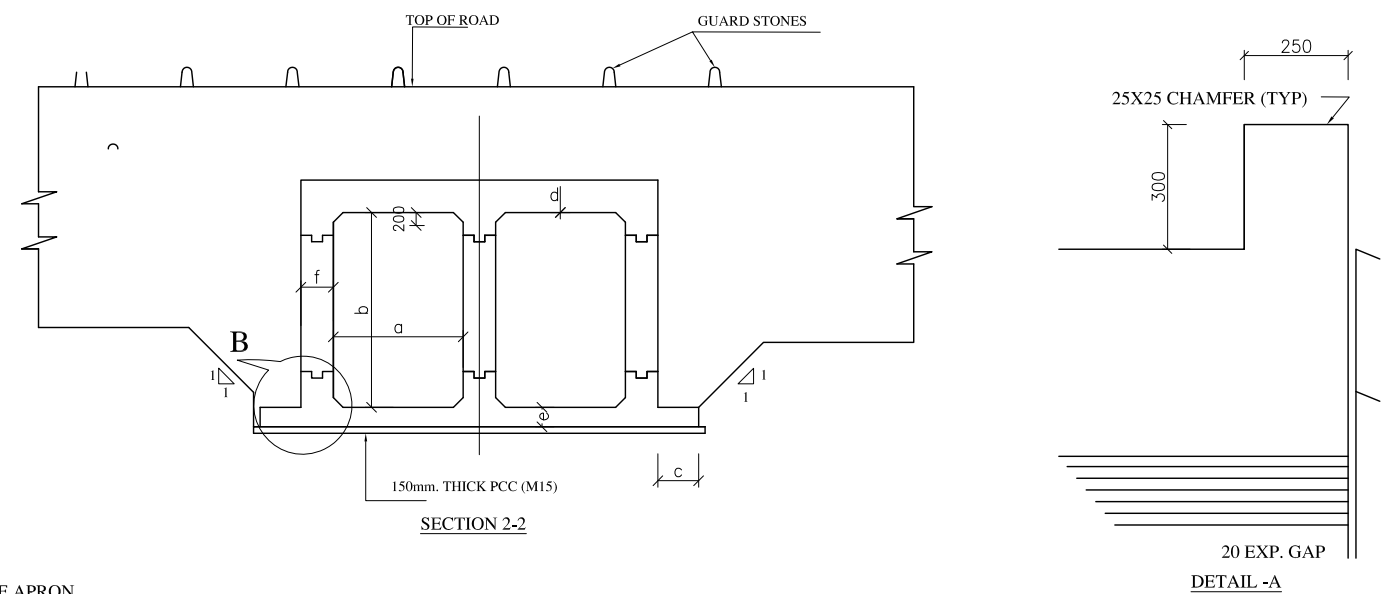 TOP OF ROAD
GUARD STONES
250
25X25 CHAMFER (TYP)
300
d
200
f
b
a
B
1
1
1
1
e
c
150mm. THICK PCC (M15)
SECTION 2-2
20 EXP. GAP
DETAIL -A
APRON